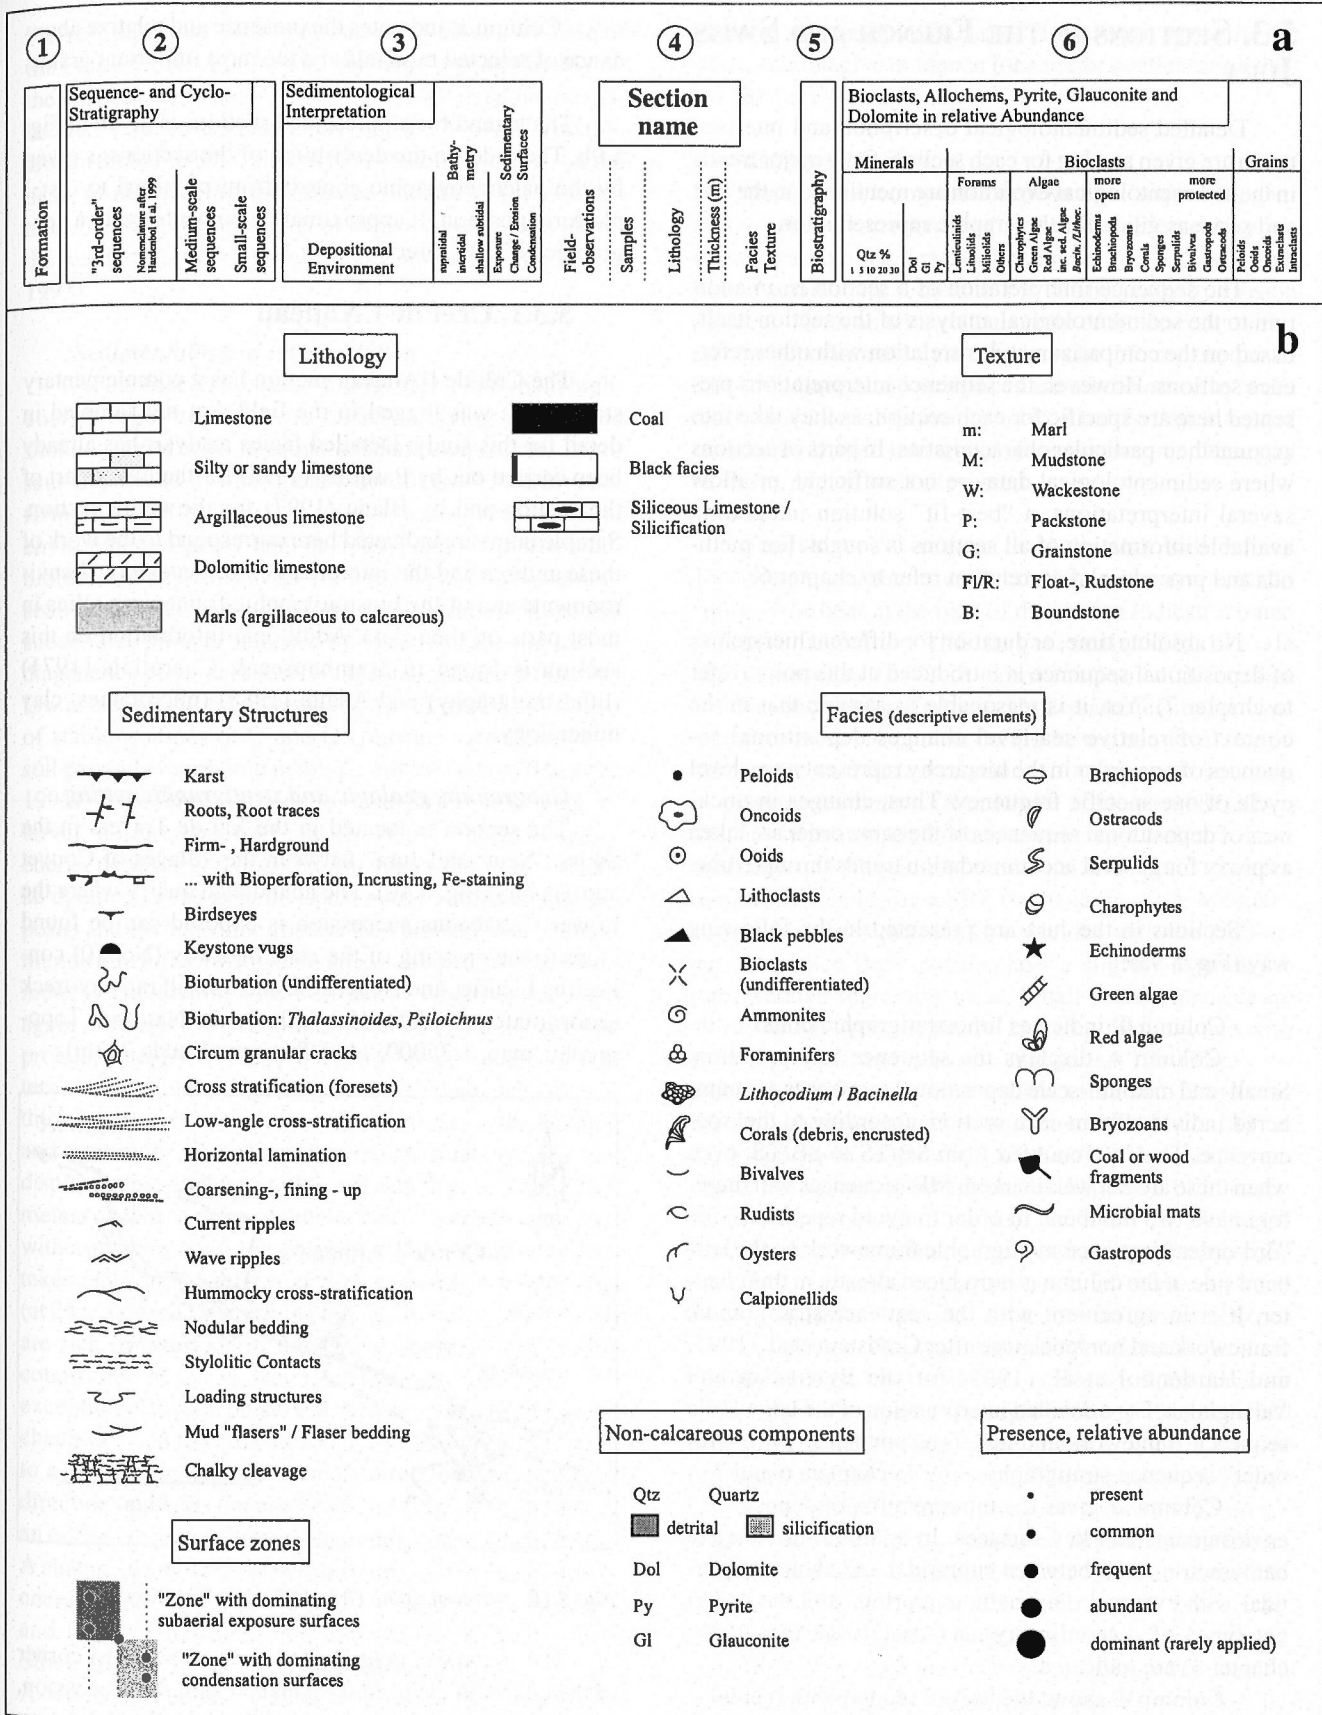 1
2
3
4
5
6
a
Formation
Sequence- and Cyclo-
Stratigraphy
"3rd-order"
sequences
Nomenclature after
Hardenbol et al. 1999
Medium-scale
sequences
Small-scale
sequences
Sedimentological
Interpretation
Depositional
Environment
Bathy-
metry
supratidal
intertidal
shallow subtidal
Sedimentary
Surfaces
Exposure
Change / Erosion
Condensation
Section
name
Field-
observations
Samples
Lithology
Thickness (m)
Facies
Texture
Biostratigraphy
Bioclasts, Allochems, Pyrite, Glauconite and
Dolomite in relative Abundance
Minerals
Bioclasts
Grains
Forams
Algae
more
open
more
protected
Qtz %
1 5 10 20 30
Dol
Gl
Py
Lenticulinids
Lituolids
Miliolids
Others
Charophytes
Green Algae
Red Algae
inc. sed. Algae
Bacin. /Lithoc.
Echinoderms
Brachiopods
Bryozoans
Corals
Sponges
Serpulids
Bivalves
Gastropods
Ostracods
Peloids
Ooids
Oncoids
Extraclasts
Intraclasts
b
Lithology
Limestone
Silty or sandy limestone
Argillaceous limestone
Dolomitic limestone
Marls (argillaceous to calcareous)
Coal
Black facies
Siliceous Limestone /
Silicification
Texture
m: Marl
M: Mudstone
W: Wackestone
P: Packstone
G: Grainstone
Fl/R: Float-, Rudstone
B: Boundstone
Sedimentary Structures
Karst
Roots, Root traces
Firm- , Hardground
... with Bioperforation, Incrusting, Fe-staining
Birdseyes
Keystone vugs
Bioturbation (undifferentiated)
Bioturbation: Thalassinoides, Psiloichnus
Circum granular cracks
Cross stratification (foresets)
Low-angle cross-stratification
Horizontal lamination
Coarsening-, fining - up
Current ripples
Wave ripples
Hummocky cross-stratification
Nodular bedding
Stylolitic Contacts
Loading structures
Mud "flasers" / Flaser bedding
Chalky cleavage
Facies (descriptive elements)
Peloids
Oncoids
Ooids
Lithoclasts
Black pebbles
Bioclasts
(undifferentiated)
Ammonites
Foraminifers
Lithocodium / Bacinella
Corals (debris, encrusted)
Bivalves
Rudists
Oysters
Calpionellids
Brachiopods
Ostracods
Serpulids
Charophytes
Echinoderms
Green algae
Red algae
Sponges
Bryozoans
Coal or wood
fragments
Microbial mats
Gastropods
Surface zones
"Zone" with dominating
subaerial exposure surfaces
"Zone" with dominating
condensation surfaces
Non-calcareous components
Qtz Quartz
detrital silicification
Dol Dolomite
Py Pyrite
Gl Glauconite
Presence, relative abundance
present
common
frequent
abundant
dominant (rarely applied)